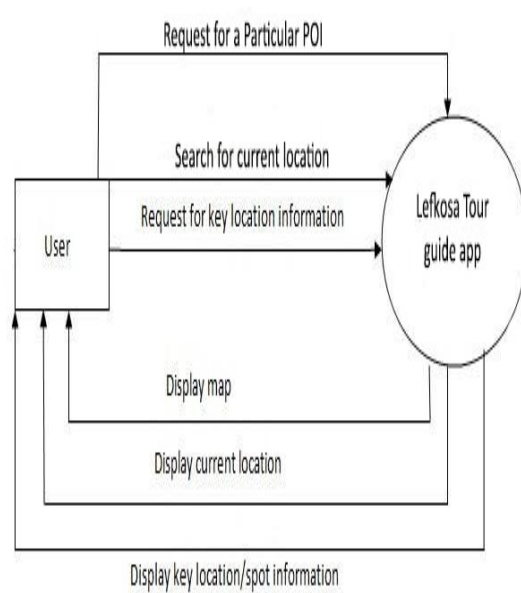 Request for a Particular POI
Search for current location
Request for key location information
User
Lefkosa Tour
guide app
Display map
Display current location
Display key location/spot information